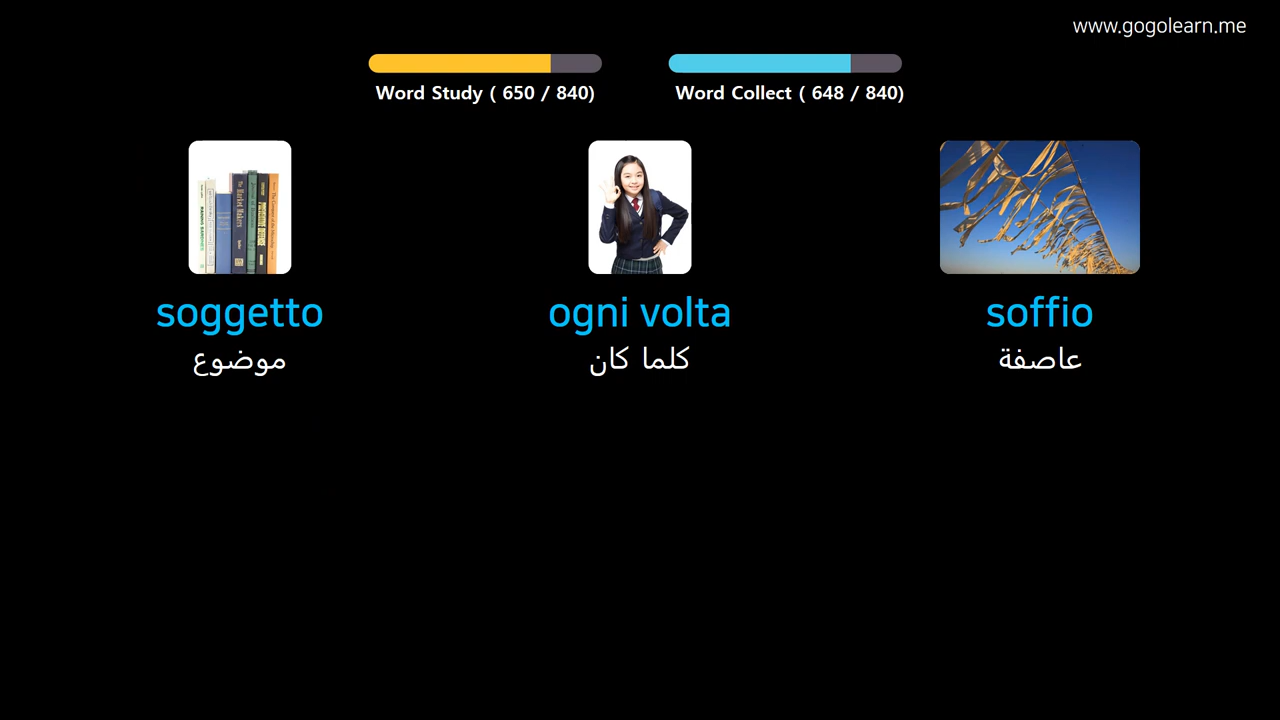 www.gogolearn.me
Word Study ( 650 / 840)
Word Collect ( 648 / 840)
soggetto
موضوع
ogni volta
كلما كان
soffio
عاصفة